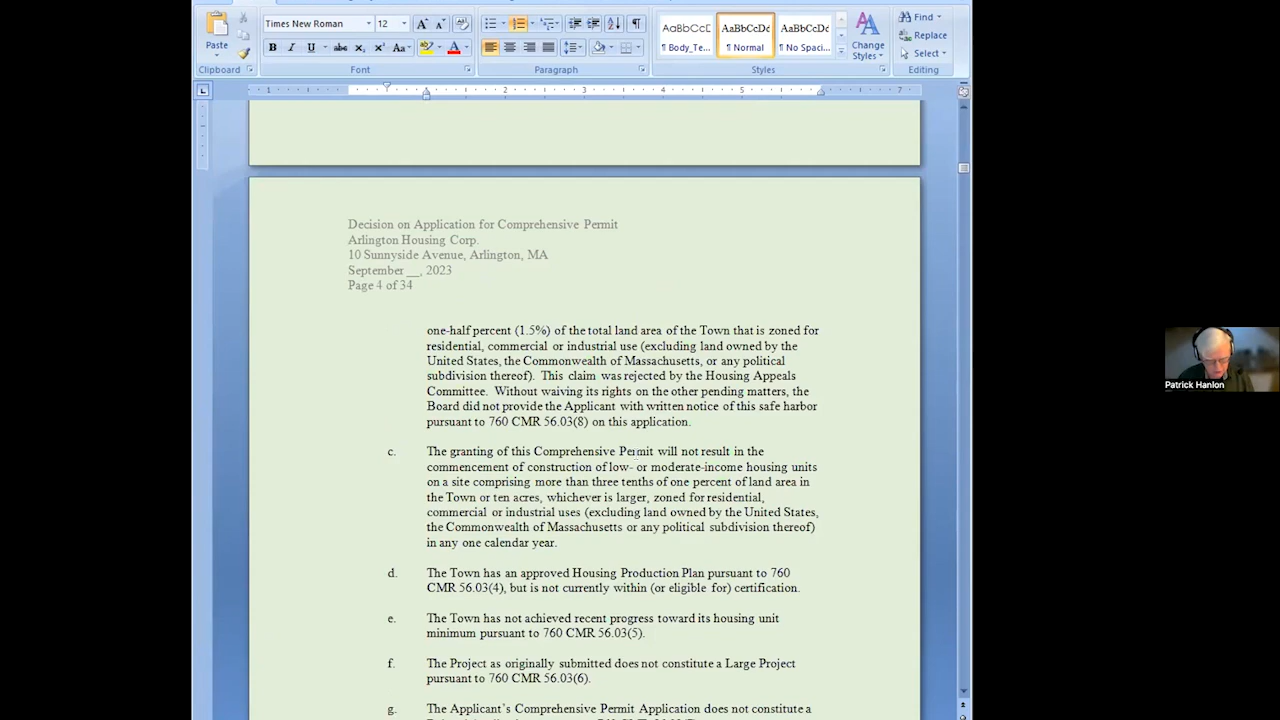 Times New Roman 12
Paste
B I U abc x₂ x² Aa A
AaBbCcDc AaBbCcDc AaBbCcDc
¶ Body_Te... ¶ Normal ¶ No Spaci...
Change Styles
Find
Replace
Select
Clipboard Font Paragraph Styles Editing
1 2 3 4 5 7
Decision on Application for Comprehensive Permit
Arlington Housing Corp.
10 Sunnyside Avenue, Arlington, MA
September __, 2023
Page 4 of 34
one-half percent (1.5%) of the total land area of the Town that is zoned for
residential, commercial or industrial use (excluding land owned by the
United States, the Commonwealth of Massachusetts, or any political
subdivision thereof). This claim was rejected by the Housing Appeals
Committee. Without waiving its rights on the other pending matters, the
Board did not provide the Applicant with written notice of this safe harbor
pursuant to 760 CMR 56.03(8) on this application.
c. The granting of this Comprehensive Permit will not result in the
commencement of construction of low- or moderate-income housing units
on a site comprising more than three tenths of one percent of land area in
the Town or ten acres, whichever is larger, zoned for residential,
commercial or industrial uses (excluding land owned by the United States,
the Commonwealth of Massachusetts or any political subdivision thereof)
in any one calendar year.
d. The Town has an approved Housing Production Plan pursuant to 760
CMR 56.03(4), but is not currently within (or eligible for) certification.
e. The Town has not achieved recent progress toward its housing unit
minimum pursuant to 760 CMR 56.03(5).
f. The Project as originally submitted does not constitute a Large Project
pursuant to 760 CMR 56.03(6).
g. The Applicant's Comprehensive Permit Application does not constitute a
Patrick Hanlon